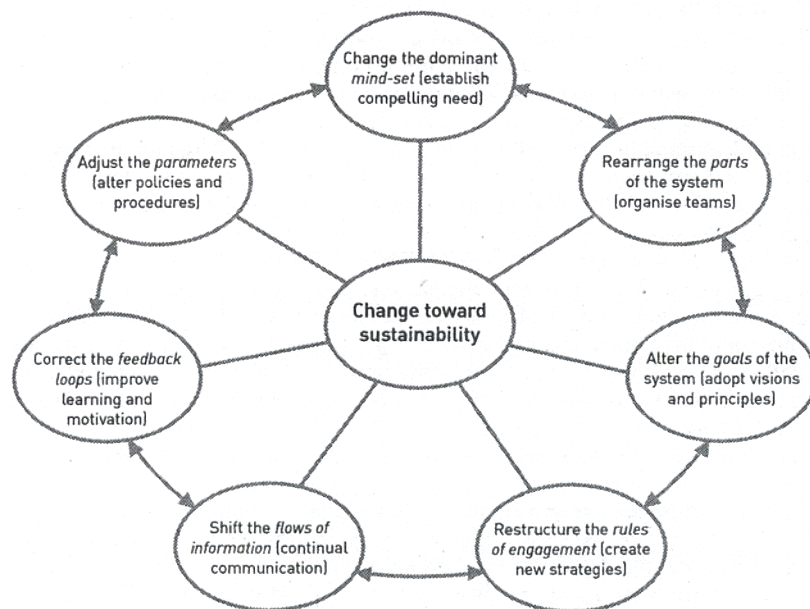 Change the dominant
mind-set (establish
compelling need)
Rearrange the parts
of the system
(organise teams)
Alter the goals of the
system (adopt visions
and principles)
Restructure the rules
of engagement (create
new strategies)
Shift the flows of
information (continual
communication)
Correct the feedback
loops (improve
learning and
motivation)
Adjust the parameters
(alter policies and
procedures)
Change toward
sustainability